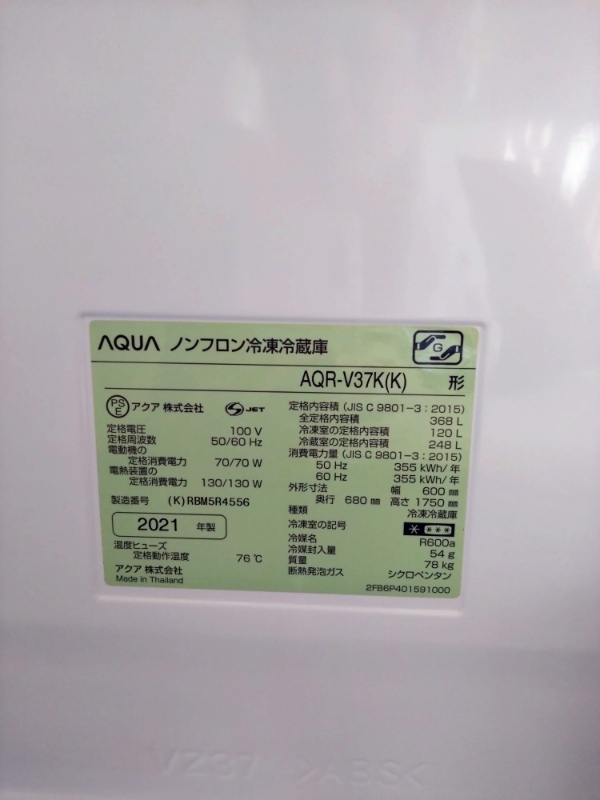 AQUA ノンフロン冷凍冷蔵庫
G
AQR-V37K(K) 形
PS
E
アクア 株式会社
S JET
定格電圧 100 V
定格周波数 50/60 Hz
電動機の
定格消費電力 70/70 W
電熱装置の
定格消費電力 130/130 W
製造番号 (K)RBM5R4556
2021 年製
温度ヒューズ
定格動作温度 76 ℃
アクア 株式会社
Made in Thailand
定格内容積 (JIS C 9801-3：2015)
全定格内容積 368 L
冷凍室の定格内容積 120 L
冷蔵室の定格内容積 248 L
消費電力量 (JIS C 9801-3：2015)
50 Hz 355 kWh/年
60 Hz 355 kWh/年
外形寸法 幅 600 ㎜
奥行 680 ㎜ 高さ 1750 ㎜
種類 冷凍冷蔵庫
冷凍室の記号
冷媒名 R600a
冷媒封入量 54 g
質量 78 kg
断熱発泡ガス シクロペンタン
2FB6P401591000
VZ37 >ABS<